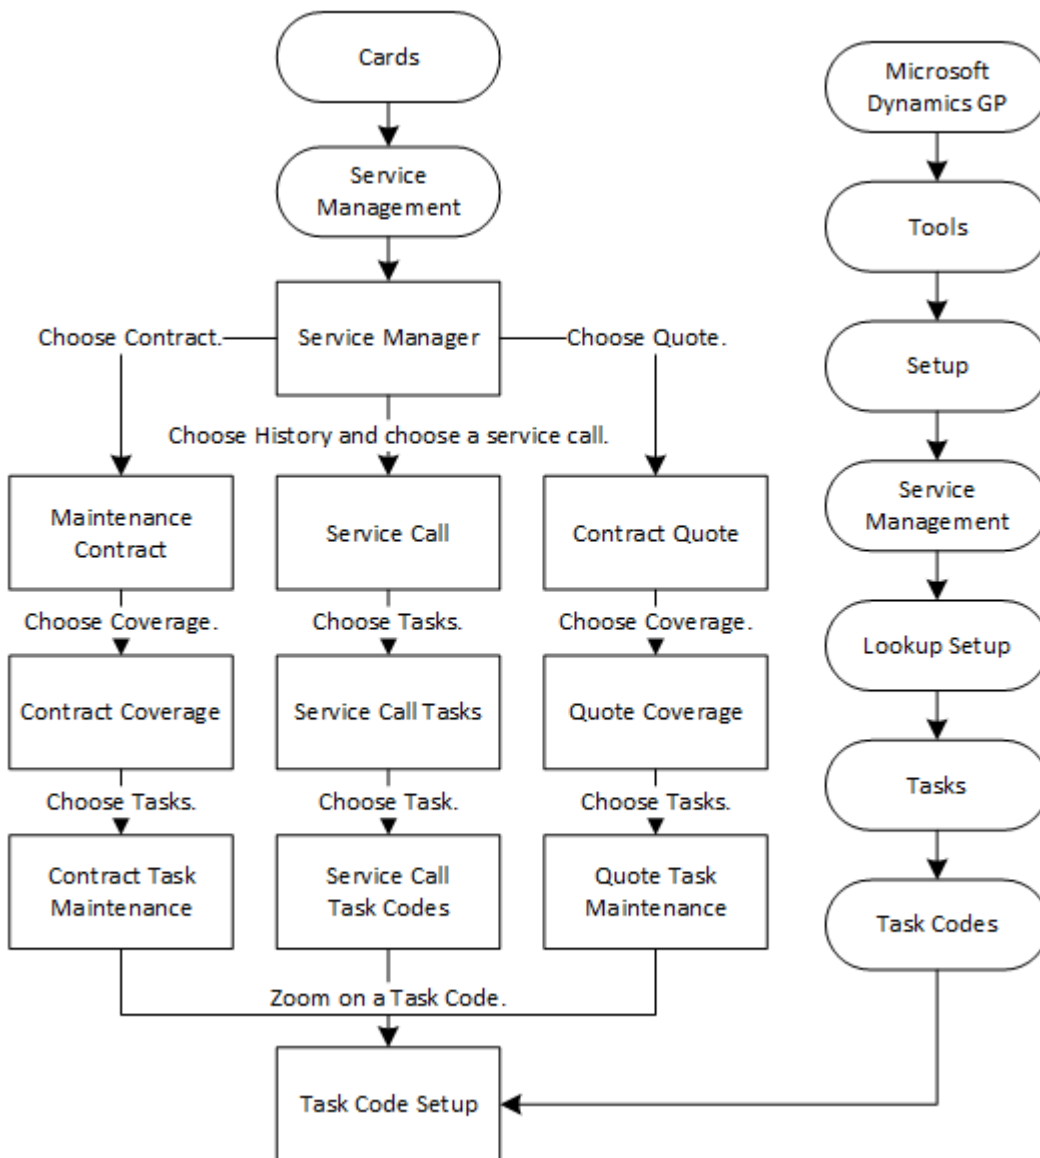 Cards
Microsoft
Dynamics GP
Service
Management
Tools
Choose Contract.
Service Manager
Choose Quote.
Setup
Choose History and choose a service call.
Maintenance
Contract
Service Call
Contract Quote
Service
Management
Choose Coverage.
Choose Tasks.
Choose Coverage.
Lookup Setup
Contract Coverage
Service Call Tasks
Quote Coverage
Tasks
Choose Tasks.
Choose Task.
Choose Tasks.
Contract Task
Maintenance
Service Call
Task Codes
Quote Task
Maintenance
Task Codes
Zoom on a Task Code.
Task Code Setup